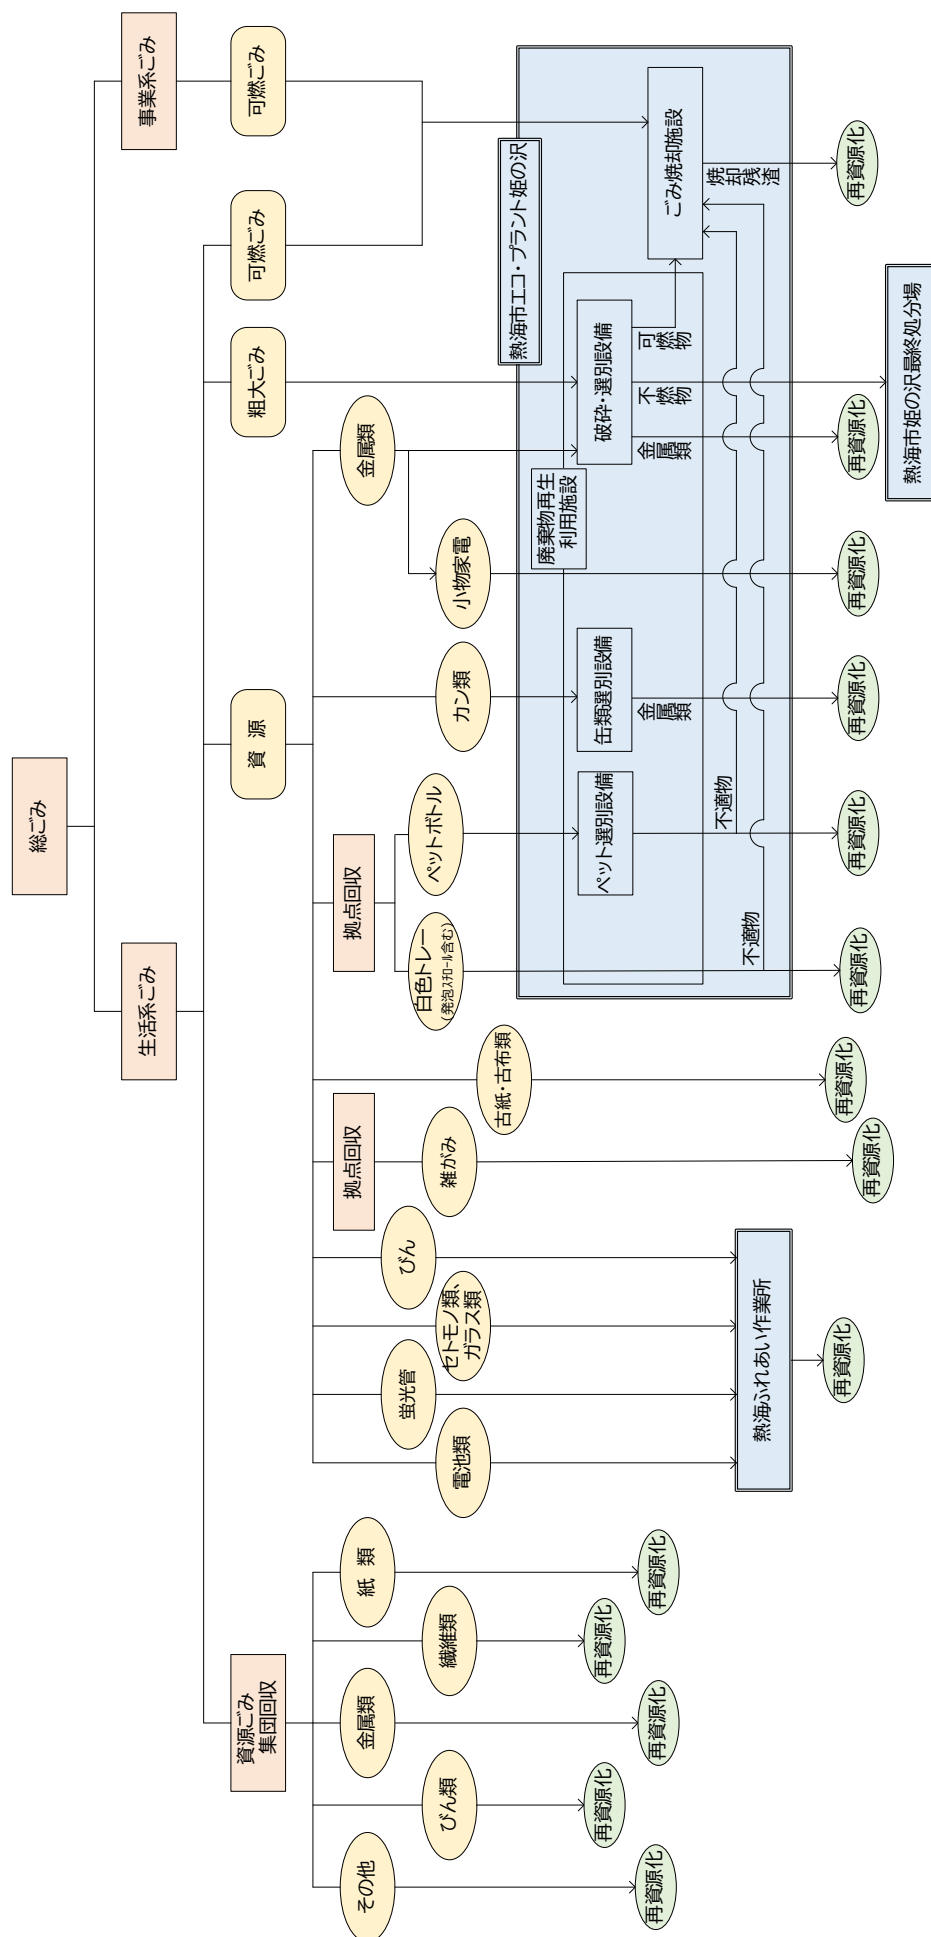 総ごみ
生活系ごみ
事業系ごみ
資源ごみ
集団回収
資 源
粗大ごみ
可燃ごみ
可燃ごみ
その他
びん類
金属類
繊維類
紙 類
電池類
蛍光管
セトモノ類、
ガラス類
びん
拠点回収
雑がみ
古紙・古布類
拠点回収
白色トレー
(発泡ｽﾁﾛｰﾙ含む)
ペットボトル
カン類
小物家電
金属類
熱海市エコ・プラント姫の沢
廃棄物再生
利用施設
ペット選別設備
缶類選別設備
破砕・選別設備
ごみ焼却施設
金属類
金属類
不燃物
可燃物
焼却残渣
不適物
不適物
熱海ふれあい作業所
再資源化
再資源化
再資源化
再資源化
再資源化
再資源化
再資源化
再資源化
再資源化
再資源化
再資源化
再資源化
再資源化
再資源化
熱海市姫の沢最終処分場